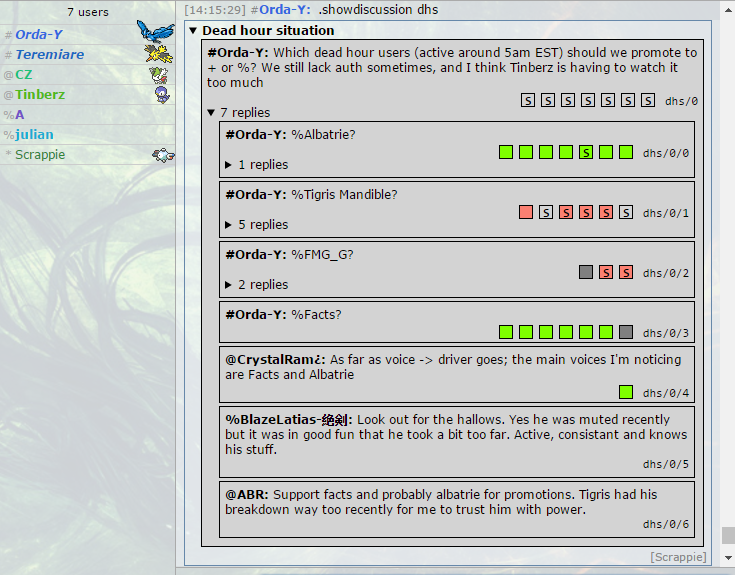 7 users
#Orda-Y
#Teremiare
@CZ
@Tinberz
%A
%julian
*Scrappie
[14:15:29] #Orda-Y: .showdiscussion dhs
▼ Dead hour situation
#Orda-Y: Which dead hour users (active around 5am EST) should we promote to
+ or %? We still lack auth sometimes, and I think Tinberz is having to watch it
too much
S S S S S S S dhs/0
▼ 7 replies
#Orda-Y: %Albatrie?
S dhs/0/0
▶ 1 replies
#Orda-Y: %Tigris Mandible?
S S S S S dhs/0/1
▶ 5 replies
#Orda-Y: %FMG_G?
S S dhs/0/2
▶ 2 replies
#Orda-Y: %Facts?
dhs/0/3
@CrystalRam¿: As far as voice -> driver goes; the main voices I'm noticing
are Facts and Albatrie
dhs/0/4
%BlazeLatias-绝剣: Look out for the hallows. Yes he was muted recently
but it was in good fun that he took a bit too far. Active, consistant and knows
his stuff.
dhs/0/5
@ABR: Support facts and probably albatrie for promotions. Tigris had his
breakdown way too recently for me to trust him with power.
dhs/0/6
[Scrappie]